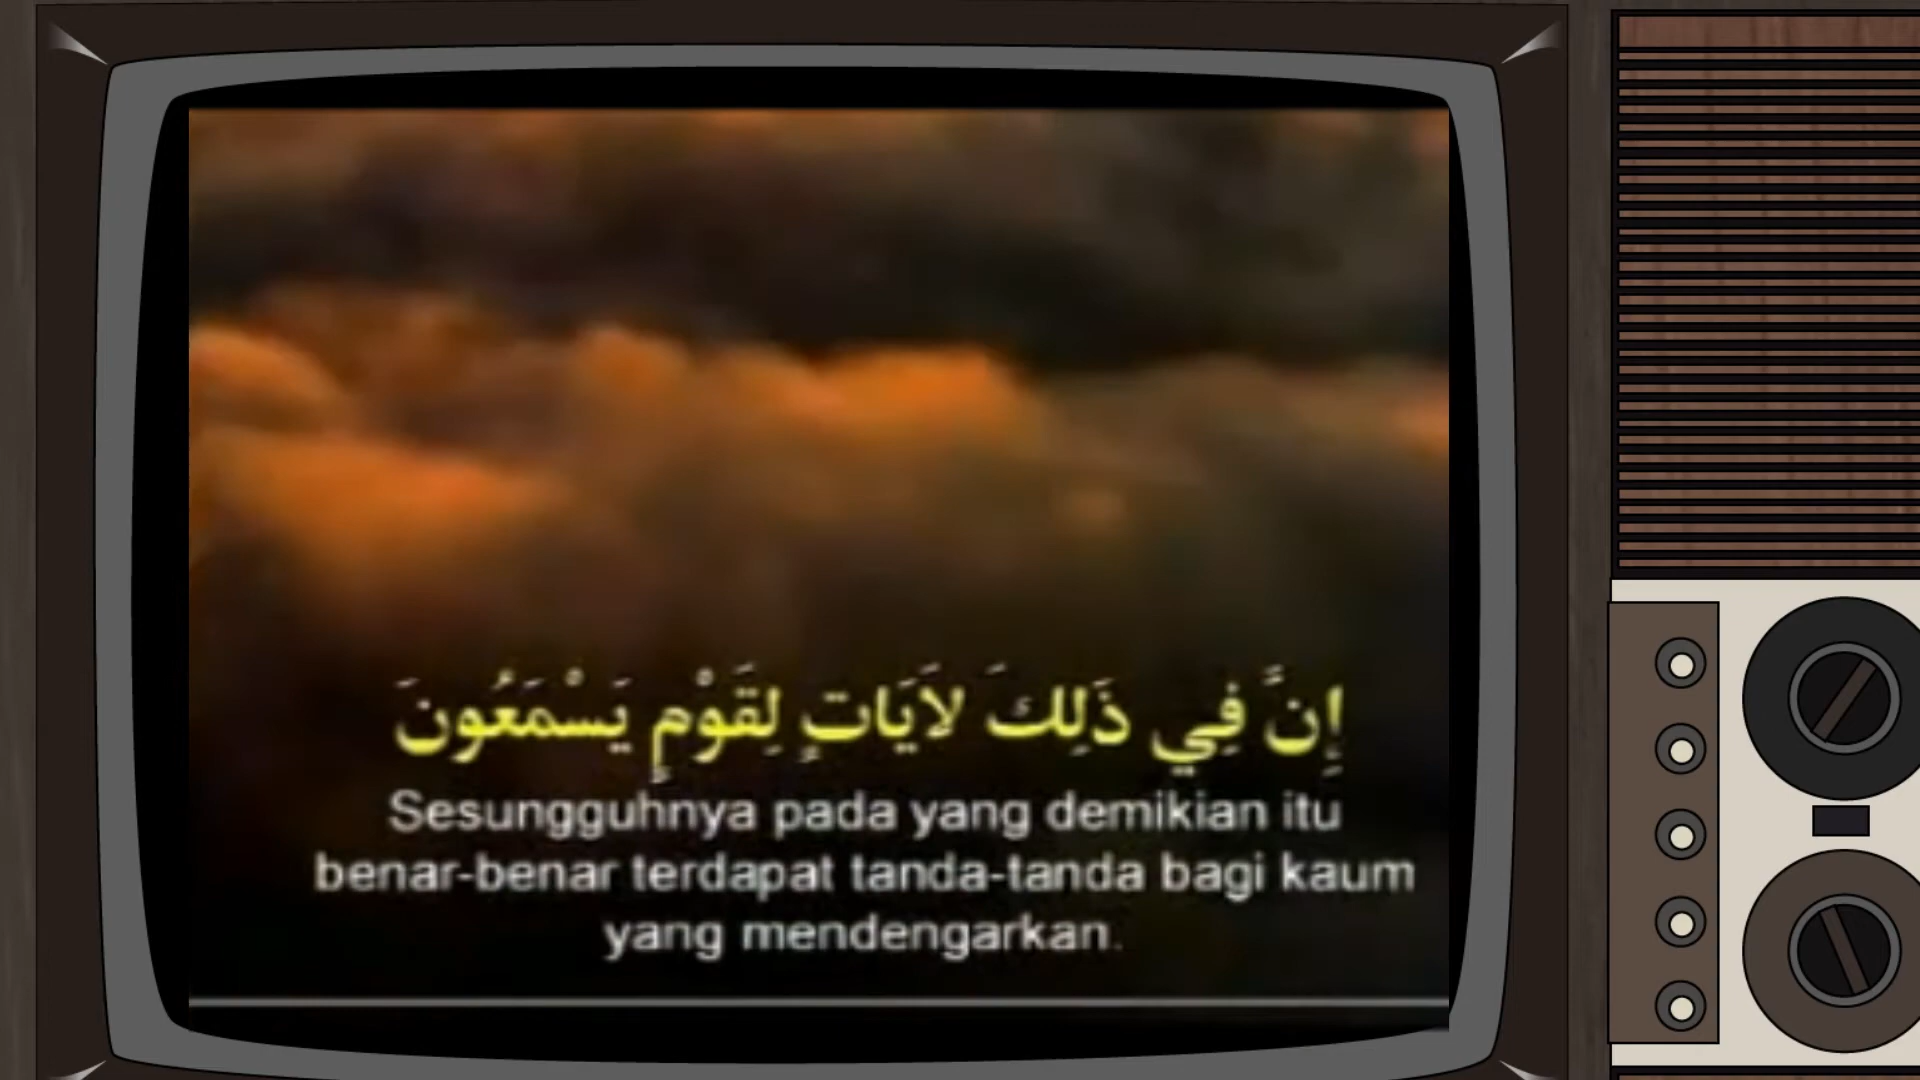 إِنَّ فِي ذَلِكَ لَآيَاتٍ لِقَوْمٍ يَسْمَعُونَ
Sesungguhnya pada yang demikian itu
benar-benar terdapat tanda-tanda bagi kaum
yang mendengarkan.